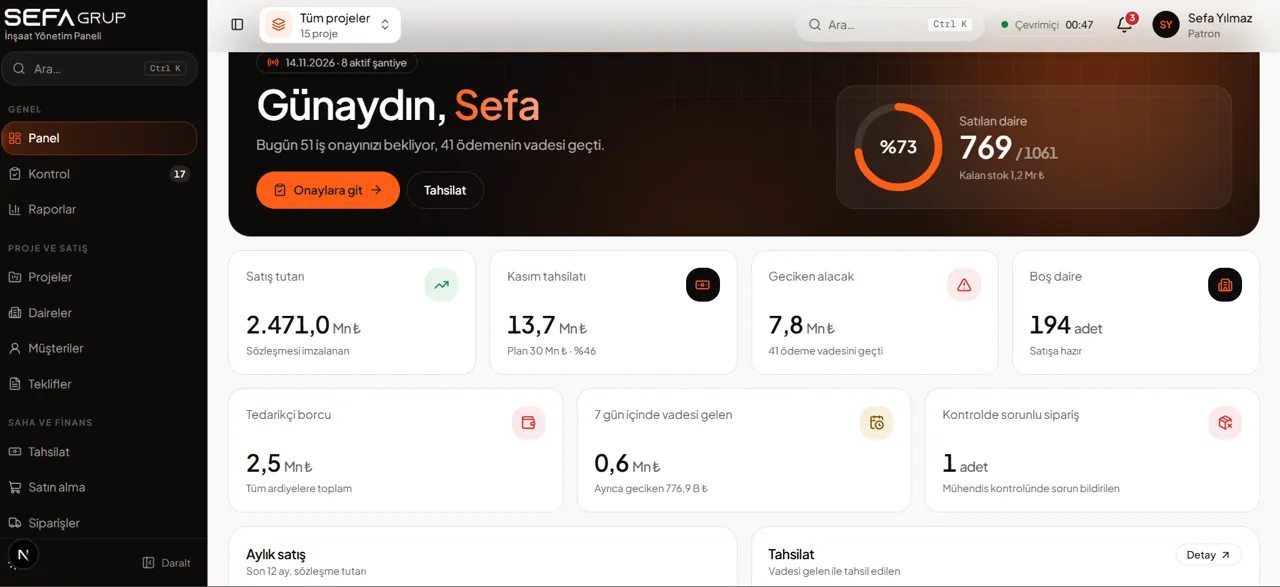 SEFA GRUP
İnşaat Yönetim Paneli
Ara...
Ctrl K
GENEL
Panel
Kontrol
17
Raporlar
PROJE VE SATIŞ
Projeler
Daireler
Müşteriler
Teklifler
SAHA VE FİNANS
Tahsilat
Satın alma
Siparişler
N
Daralt
Tüm projeler
15 proje
Ara...
Ctrl K
Çevrimiçi 00:47
3
SY
Sefa Yılmaz
Patron
14.11.2026 · 8 aktif şantiye
Günaydın, Sefa
Bugün 51 iş onayınızı bekliyor, 41 ödemenin vadesi geçti.
Onaylara git
Tahsilat
%73
Satılan daire
769 /1061
Kalan stok 1,2 Mr ₺
Satış tutarı
2.471,0 Mn ₺
Sözleşmesi imzalanan
Kasım tahsilatı
13,7 Mn ₺
Plan 30 Mn ₺ · %46
Geciken alacak
7,8 Mn ₺
41 ödeme vadesini geçti
Boş daire
194 adet
Satışa hazır
Tedarikçi borcu
2,5 Mn ₺
Tüm ardiyelere toplam
7 gün içinde vadesi gelen
0,6 Mn ₺
Ayrıca geciken 776,9 B ₺
Kontrolde sorunlu sipariş
1 adet
Mühendis kontrolünde sorun bildirilen
Aylık satış
Son 12 ay, sözleşme tutarı
Tahsilat
Vadesi gelen ile tahsil edilen
Detay